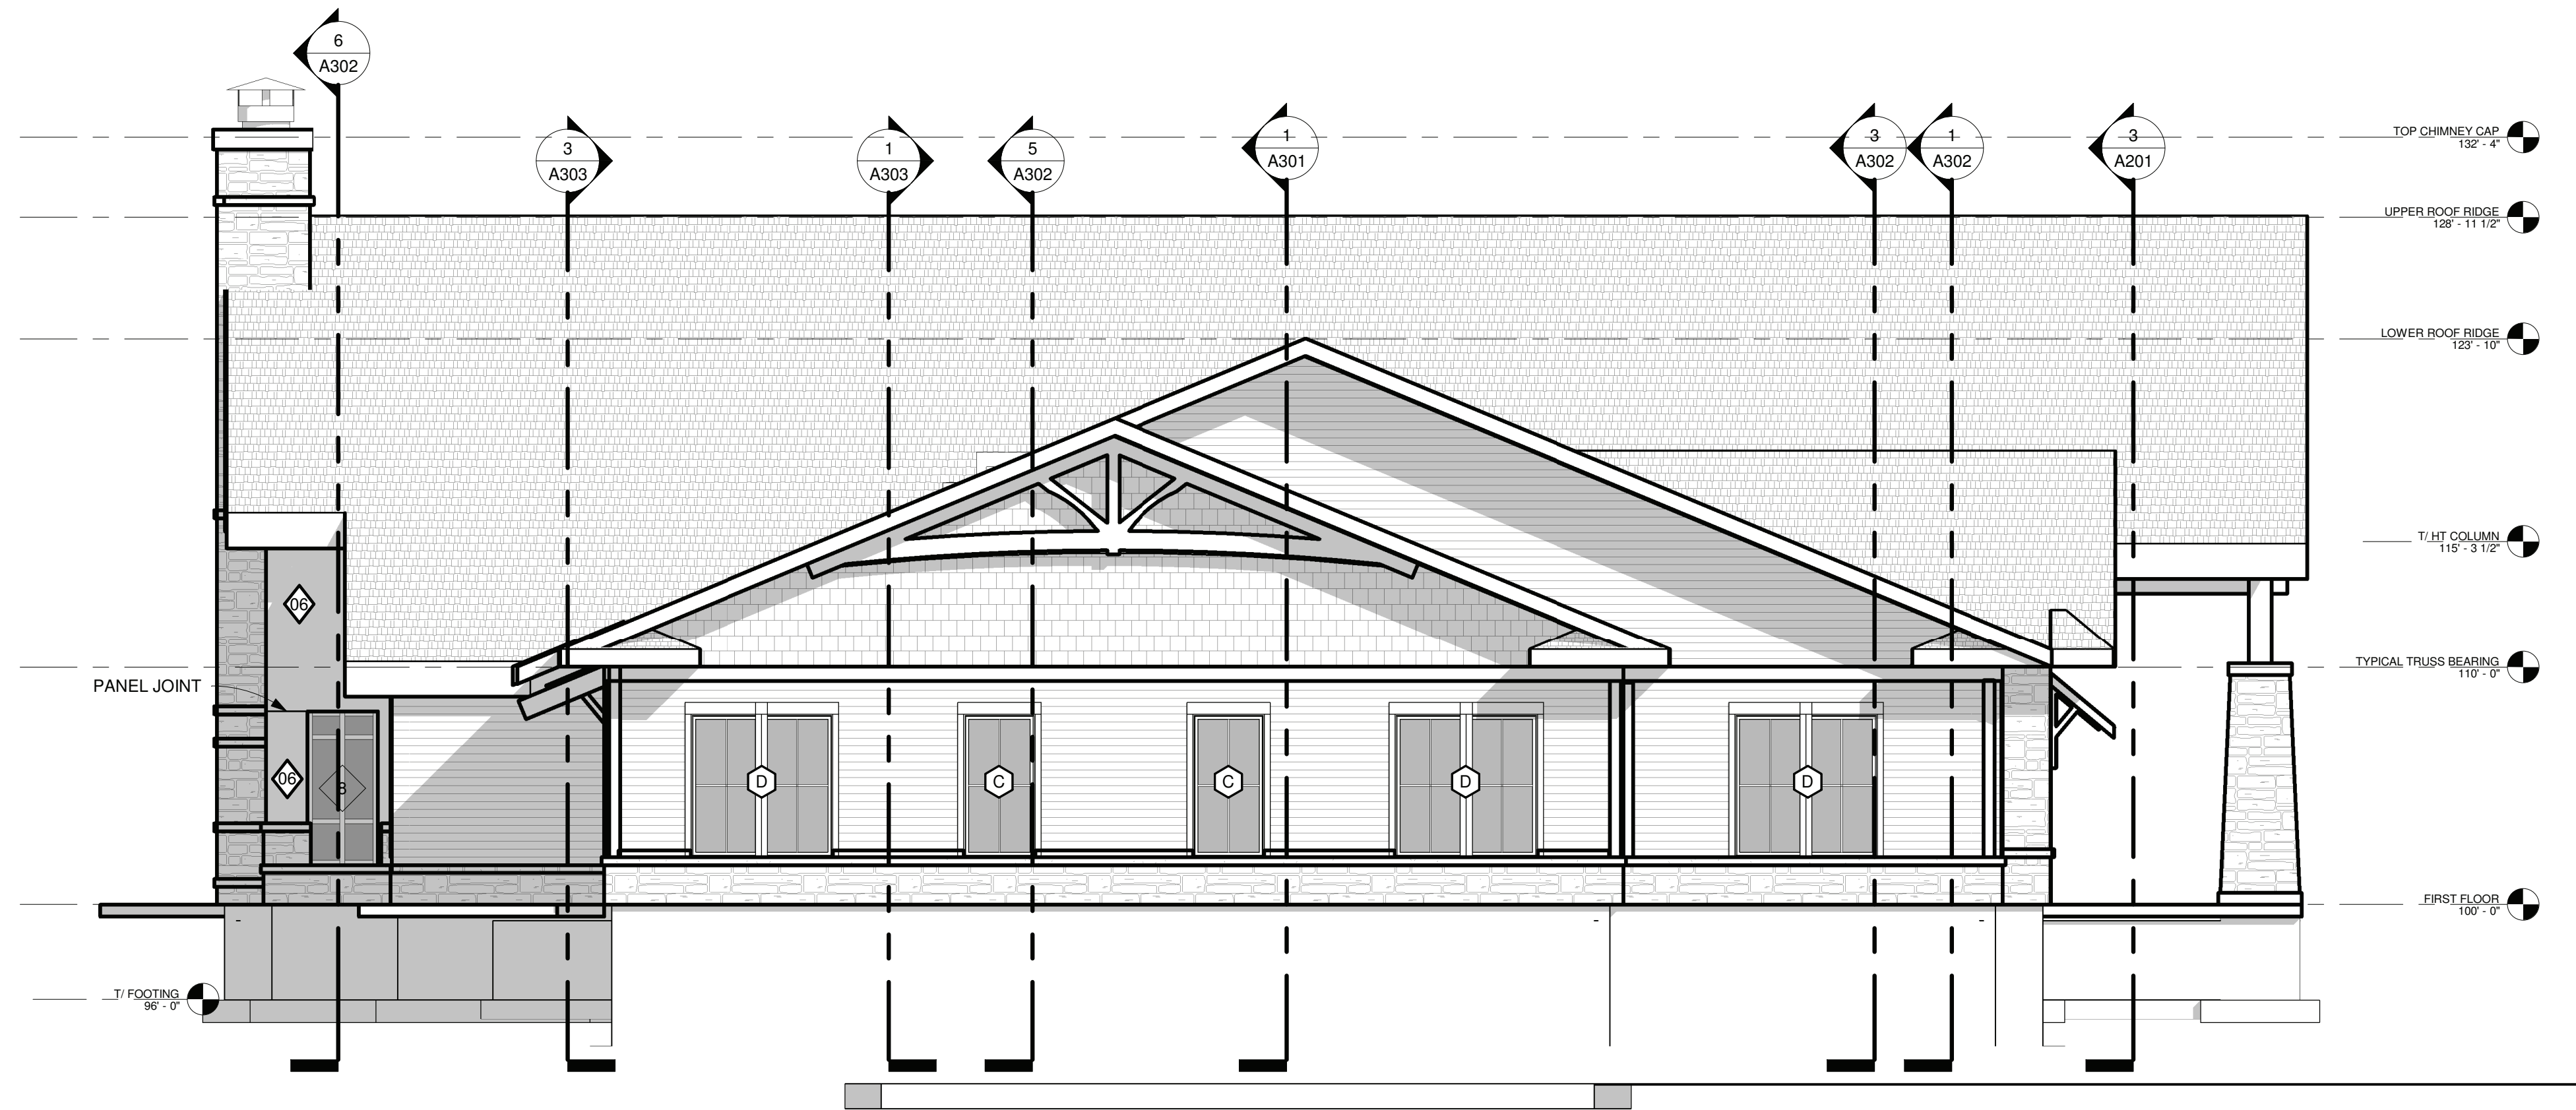 6
A302
3
A303
1
A303
5
A302
1
A301
3
A302
1
A302
3
A201
TOP CHIMNEY CAP
132' - 4"
UPPER ROOF RIDGE
128' - 11 1/2"
LOWER ROOF RIDGE
123' - 10"
T/ HT COLUMN
115' - 3 1/2"
06
TYPICAL TRUSS BEARING
110' - 0"
PANEL JOINT
06
8
D
C
C
D
D
FIRST FLOOR
100' - 0"
T/ FOOTING
96' - 0"